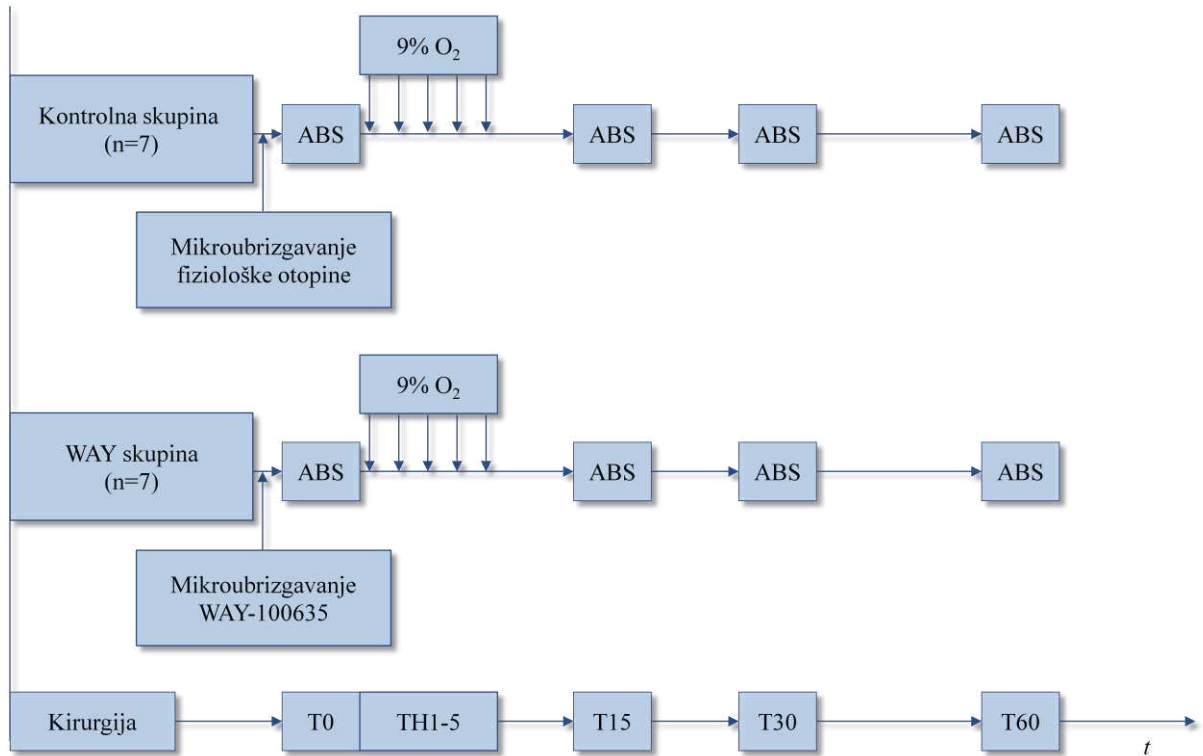 9% O₂
Kontrolna skupina
(n=7)
ABS
ABS
ABS
ABS
Mikroubrizgavanje
fiziološke otopine
9% O₂
WAY skupina
(n=7)
ABS
ABS
ABS
ABS
Mikroubrizgavanje
WAY-100635
Kirurgija
T0
TH1-5
T15
T30
T60
t